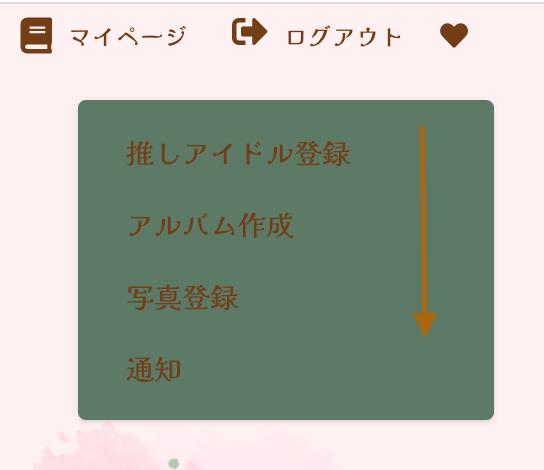 マイページ ログアウト
推しアイドル登録
アルバム作成
写真登録
通知